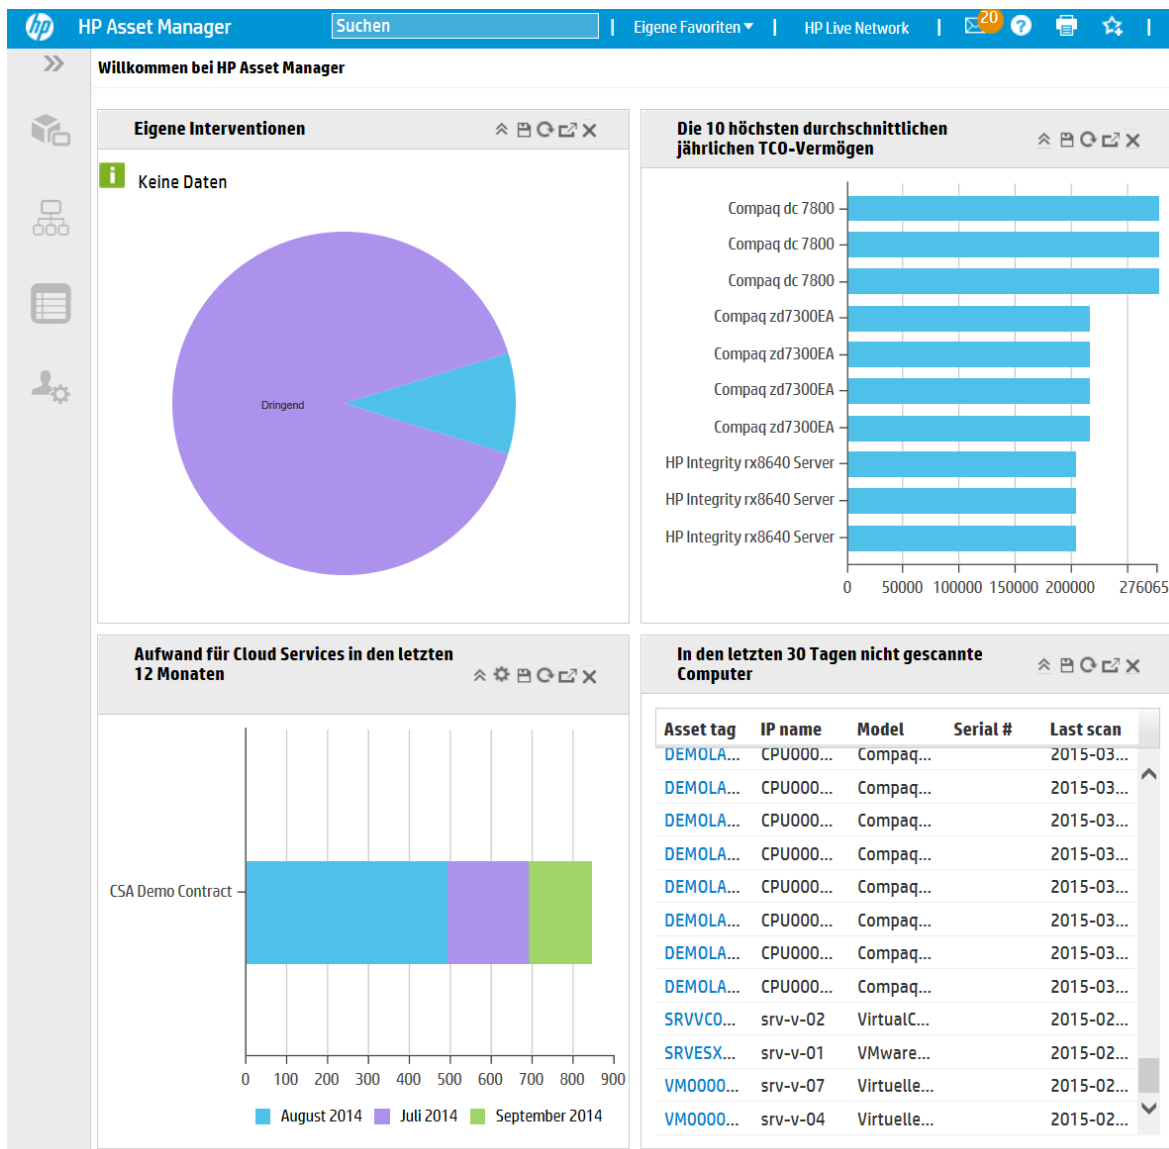 hp HP Asset Manager Suchen Eigene Favoriten HP Live Network 20 ?
Willkommen bei HP Asset Manager
Eigene Interventionen
i Keine Daten
Dringend
Die 10 höchsten durchschnittlichen
jährlichen TCO-Vermögen
Compaq dc 7800
Compaq dc 7800
Compaq dc 7800
Compaq zd7300EA
Compaq zd7300EA
Compaq zd7300EA
Compaq zd7300EA
HP Integrity rx8640 Server
HP Integrity rx8640 Server
HP Integrity rx8640 Server
0 50000 100000 150000 200000 276065
Aufwand für Cloud Services in den letzten
12 Monaten
CSA Demo Contract
0 100 200 300 400 500 600 700 800 900
August 2014 Juli 2014 September 2014
In den letzten 30 Tagen nicht gescannte
Computer
Asset tag IP name Model Serial # Last scan
DEMOLA... CPU000... Compaq... 2015-03...
DEMOLA... CPU000... Compaq... 2015-03...
DEMOLA... CPU000... Compaq... 2015-03...
DEMOLA... CPU000... Compaq... 2015-03...
DEMOLA... CPU000... Compaq... 2015-03...
DEMOLA... CPU000... Compaq... 2015-03...
DEMOLA... CPU000... Compaq... 2015-03...
DEMOLA... CPU000... Compaq... 2015-03...
SRVVCO... srv-v-02 VirtualC... 2015-02...
SRVESX... srv-v-01 VMware... 2015-02...
VM0000... srv-v-07 Virtuelle... 2015-02...
VM0000... srv-v-04 Virtuelle... 2015-02...